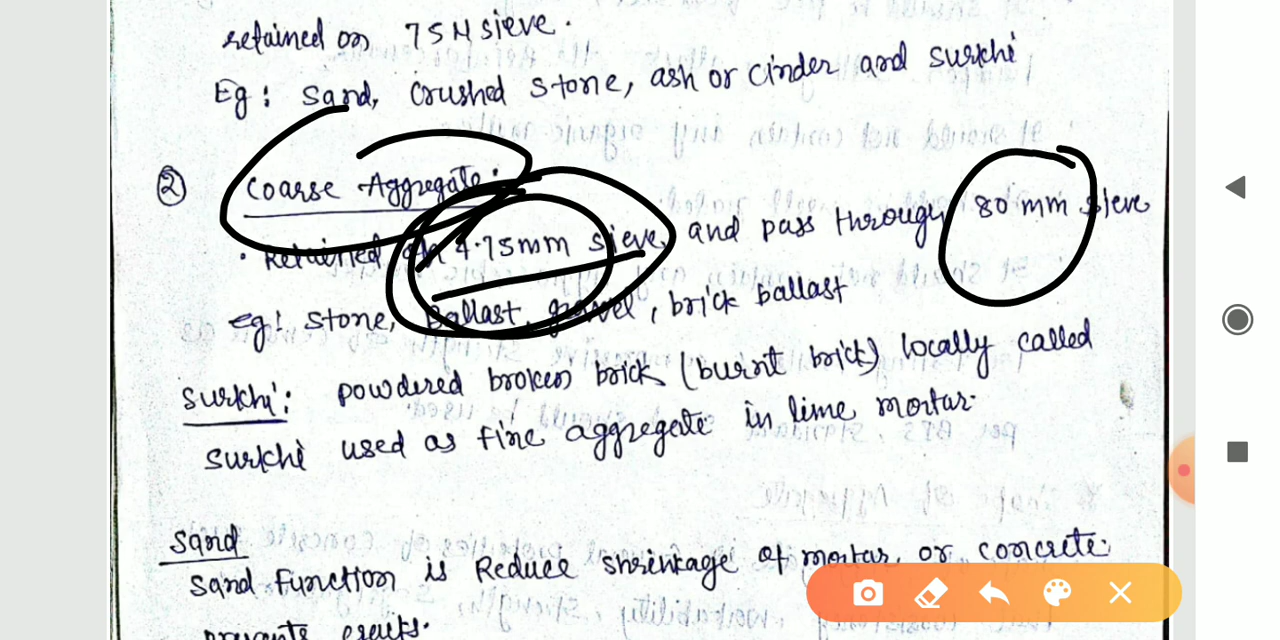 retained on 75µ sieve.
Eg: Sand, Crushed Stone, ash or Cinder and Surkhi
② Coarse Aggregate.
. Retained on 4.75mm sieve and pass through 80 mm sieve
eg: Stone, Ballast, gravel, brick ballast
Surkhi: powdered broken brick (burnt brick) locally called
Surkhi used as fine aggregate in lime mortar.
Sand
Sand Function is Reduce shrinkage of mortar or concrete.